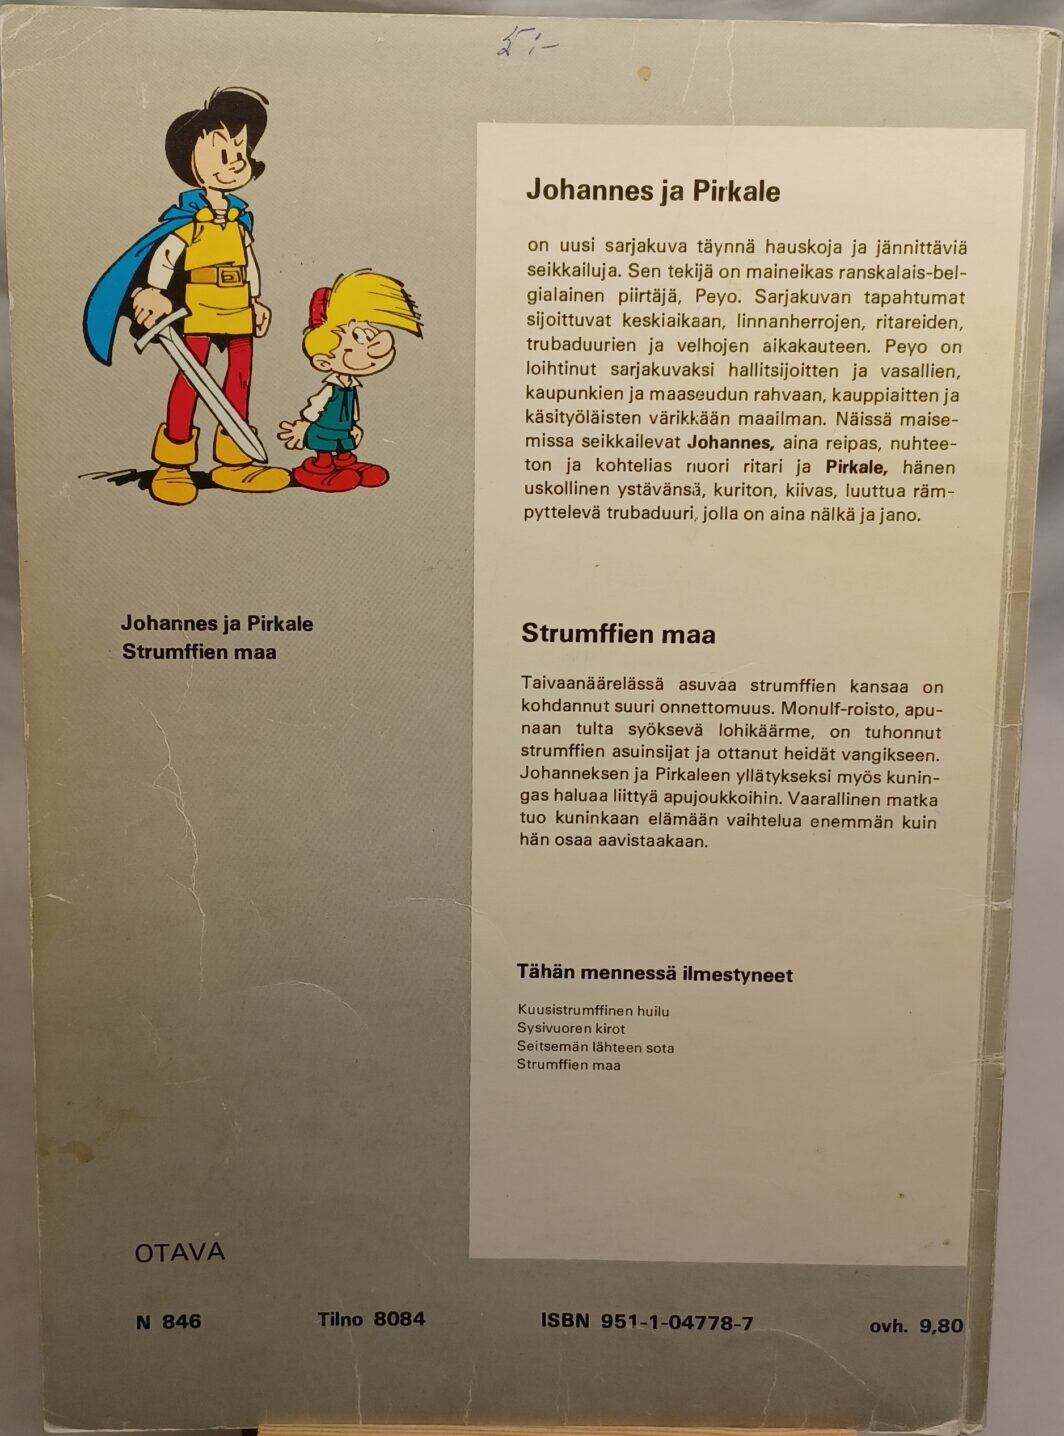 5:-
Johannes ja Pirkale
on uusi sarjakuva täynnä hauskoja ja jännittäviä
seikkailuja. Sen tekijä on maineikas ranskalais-bel-
gialainen piirtäjä, Peyo. Sarjakuvan tapahtumat
sijoittuvat keskiaikaan, linnanherrojen, ritareiden,
trubaduurien ja velhojen aikakauteen. Peyo on
loihtinut sarjakuvaksi hallitsijoitten ja vasallien,
kaupunkien ja maaseudun rahvaan, kauppiaitten ja
käsityöläisten värikkään maailman. Näissä maise-
missa seikkailevat Johannes, aina reipas, nuhtee-
ton ja kohtelias nuori ritari ja Pirkale, hänen
uskollinen ystävänsä, kuriton, kiivas, luuttua räm-
pyttelevä trubaduuri, jolla on aina nälkä ja jano.
Johannes ja Pirkale
Strumffien maa
Strumffien maa
Taivaanäärelässä asuvaa strumffien kansaa on
kohdannut suuri onnettomuus. Monulf-roisto, apu-
naan tulta syöksevä lohikäärme, on tuhonnut
strumffien asuinsijat ja ottanut heidät vangikseen.
Johanneksen ja Pirkaleen yllätykseksi myös kunin-
gas haluaa liittyä apujoukkoihin. Vaarallinen matka
tuo kuninkaan elämään vaihtelua enemmän kuin
hän osaa aavistaakaan.
Tähän mennessä ilmestyneet
Kuusistrumffinen huilu
Sysivuoren kirot
Seitsemän lähteen sota
Strumffien maa
OTAVA
N 846 Tilno 8084 ISBN 951-1-04778-7 ovh. 9,80